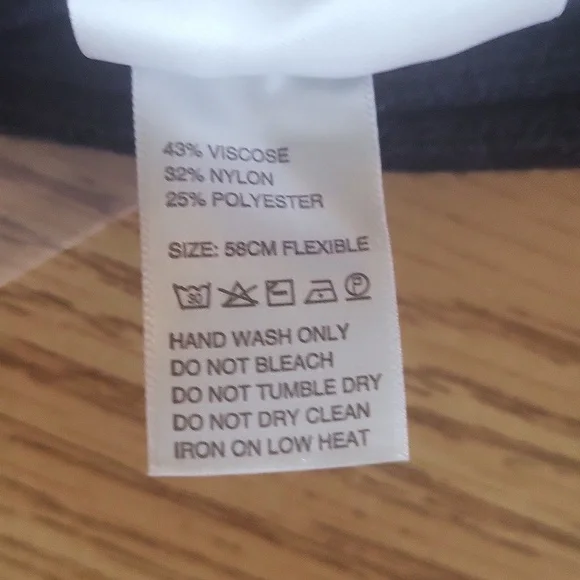 43% VISCOSE
32% NYLON
25% POLYESTER
SIZE: 58CM FLEXIBLE
30 P
HAND WASH ONLY
DO NOT BLEACH
DO NOT TUMBLE DRY
DO NOT DRY CLEAN
IRON ON LOW HEAT